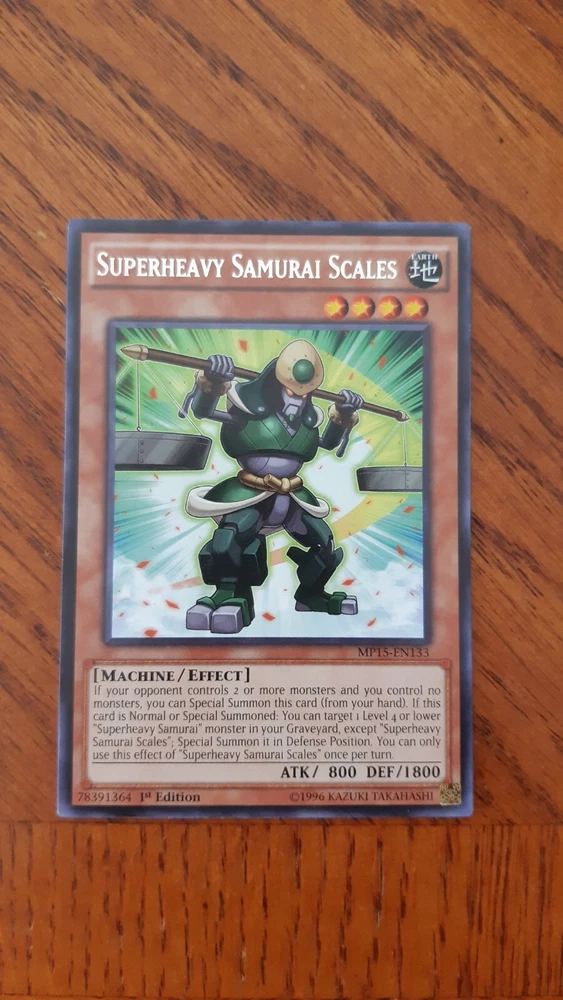 SUPERHEAVY SAMURAI SCALES
EARTH
地
MP15-EN133
[MACHINE/EFFECT]
If your opponent controls 2 or more monsters and you control no
monsters, you can Special Summon this card (from your hand). If this
card is Normal or Special Summoned: You can target 1 Level 4 or lower
"Superheavy Samurai" monster in your Graveyard, except "Superheavy
Samurai Scales"; Special Summon it in Defense Position. You can only
use this effect of "Superheavy Samurai Scales" once per turn.
ATK/ 800 DEF/1800
78391364 1st Edition ©1996 KAZUKI TAKAHASHI